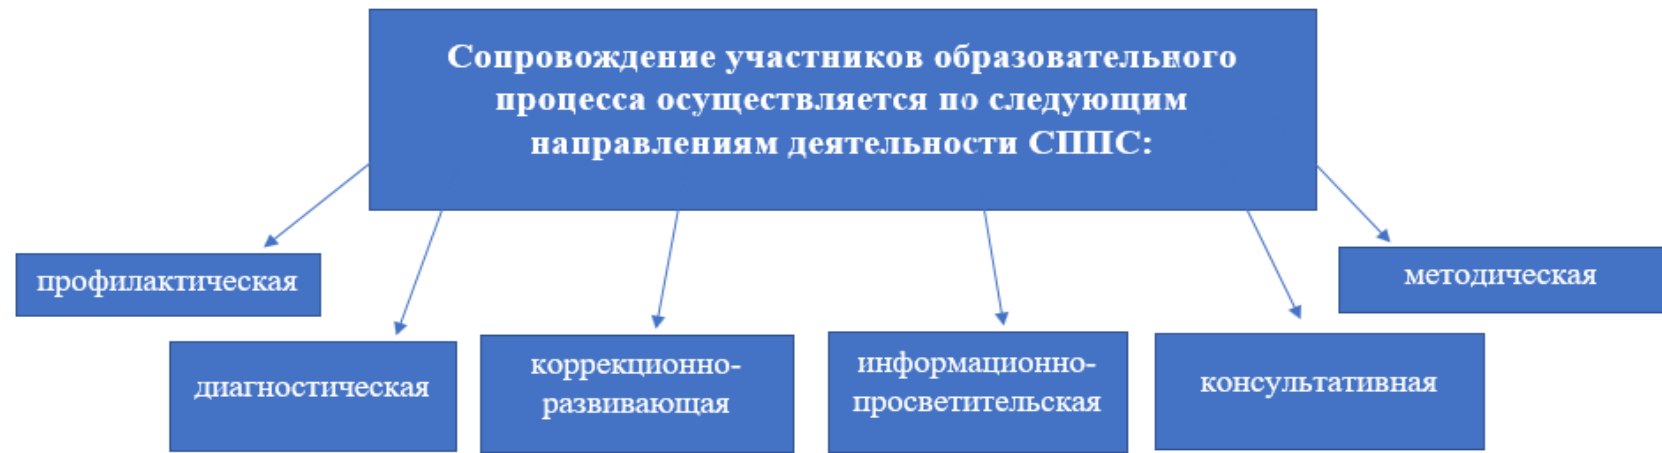 Сопровождение участников образовательного
процесса осуществляется по следующим
направлениям деятельности СППС:
профилактическая
диагностическая
коррекционно-
развивающая
информационно-
просветительская
консультативная
методическая